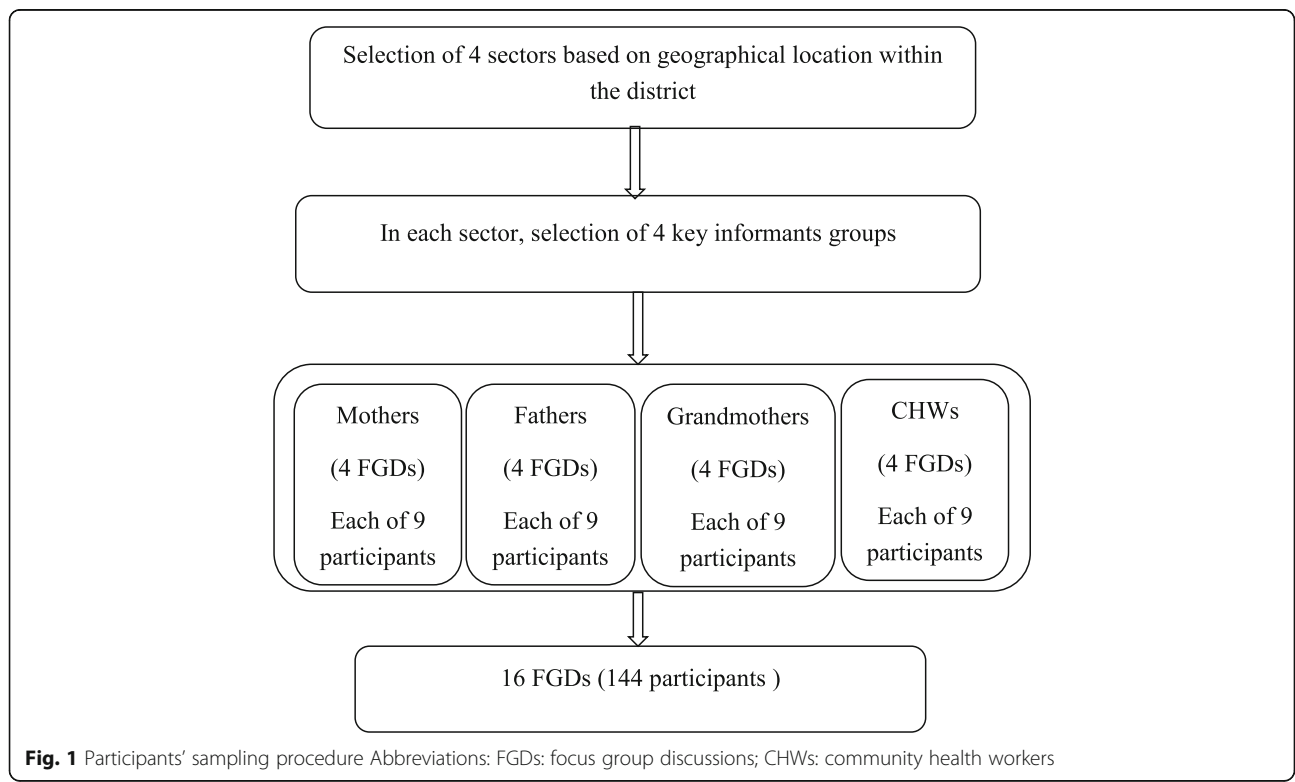 Selection of 4 sectors based on geographical location within
the district
In each sector, selection of 4 key informants groups
Mothers
(4 FGDs)
Each of 9
participants
Fathers
(4 FGDs)
Each of 9
participants
Grandmothers
(4 FGDs)
Each of 9
participants
CHWs
(4 FGDs)
Each of 9
participants
16 FGDs (144 participants )
Fig. 1 Participants’ sampling procedure Abbreviations: FGDs: focus group discussions; CHWs: community health workers